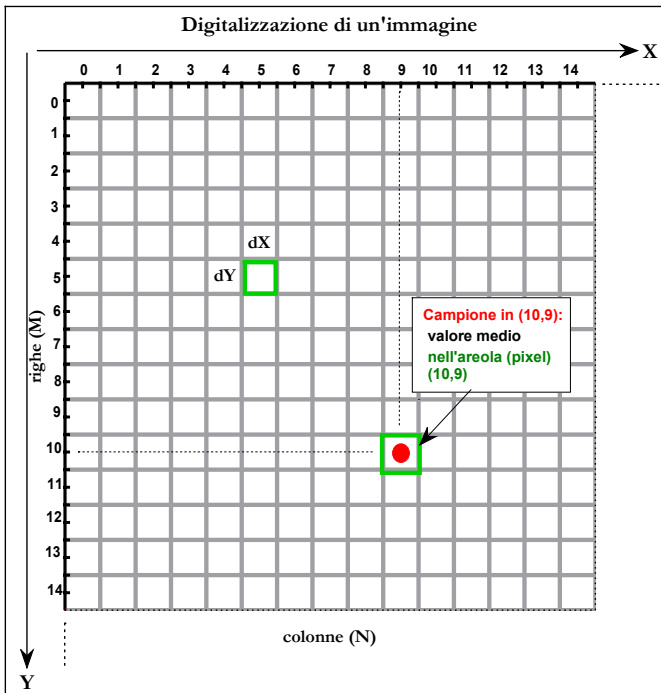 Digitalizzazione di un'immagine
X
0 1 2 3 4 5 6 7 8 9 10 11 12 13 14
0
1
2
3
4
dX
dY
5
6
Campione in (10,9):
valore medio
nell'areola (pixel)
(10,9)
righe (M)
7
8
9
10
11
12
13
14
colonne (N)
Y